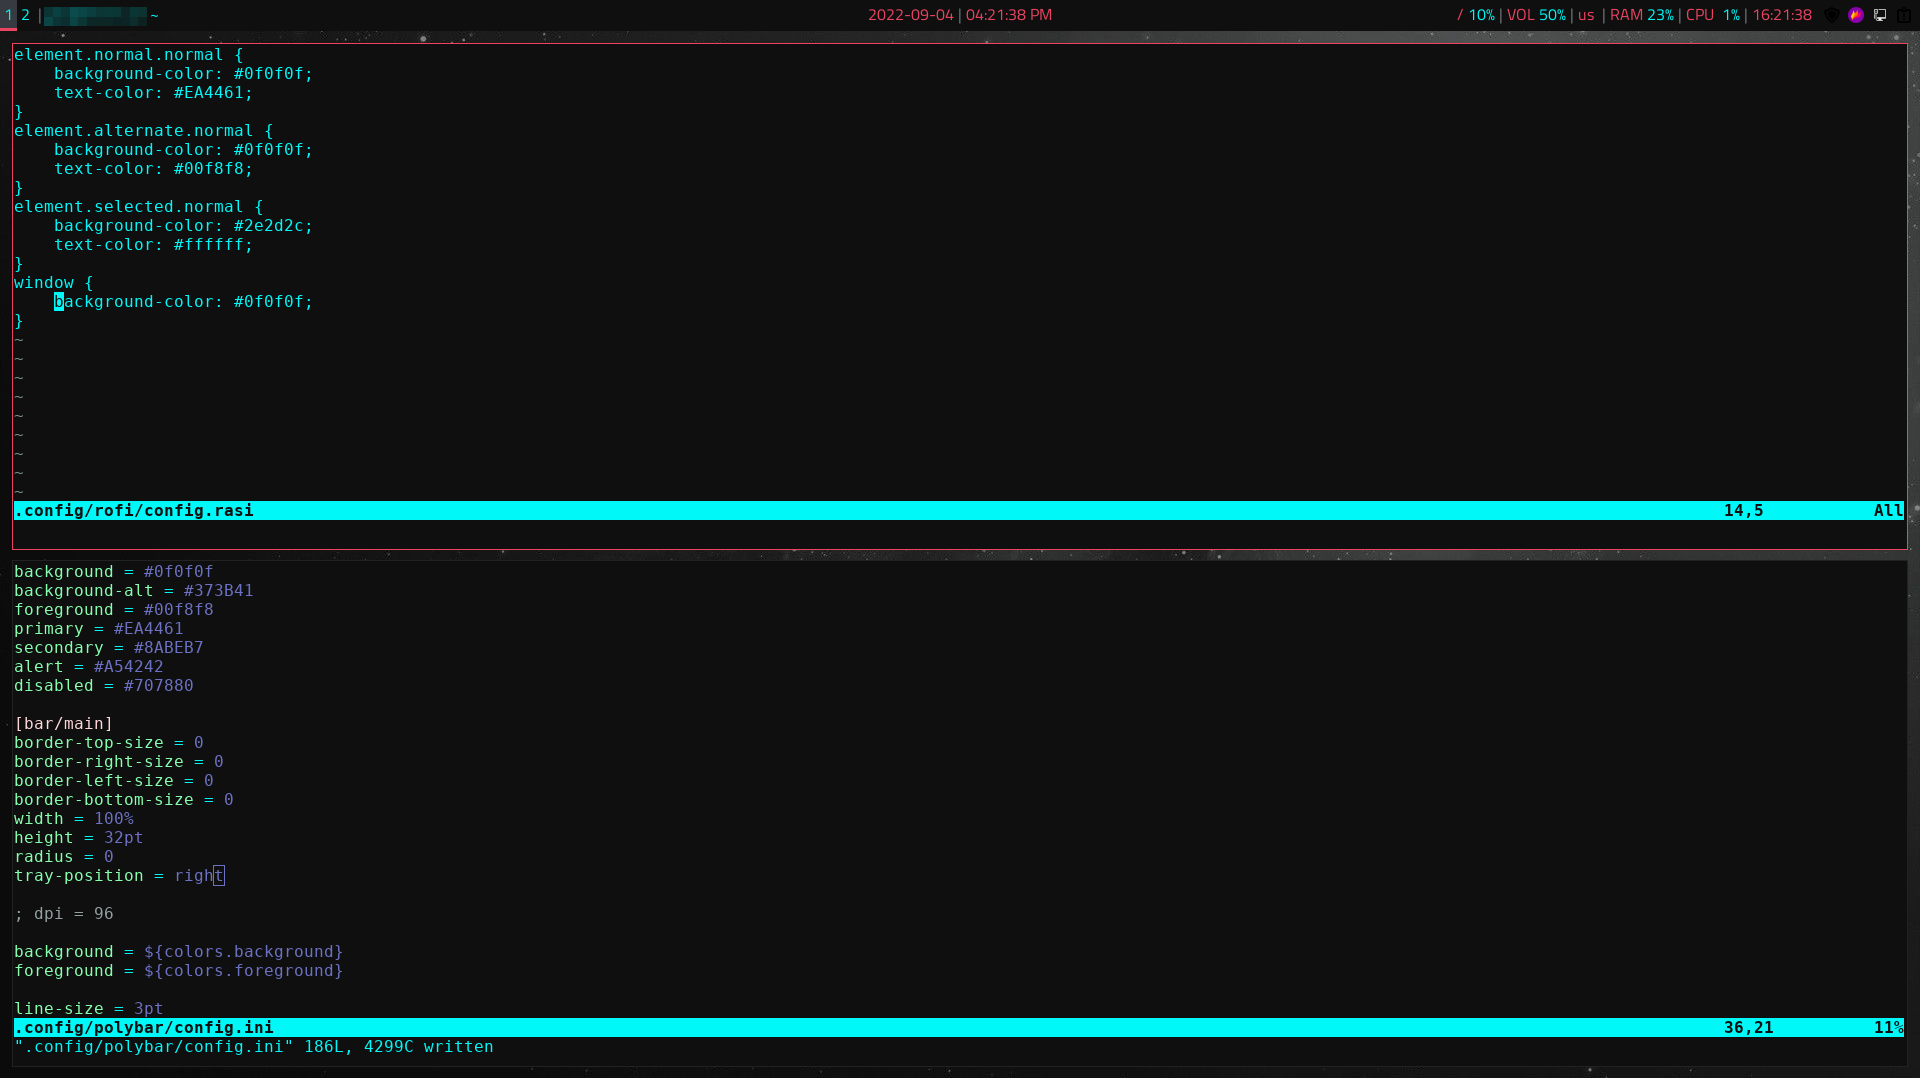 1 2 | ~ 2022-09-04 | 04:21:38 PM / 10% | VOL 50% | us | RAM 23% | CPU 1% | 16:21:38
element.normal.normal {
    background-color: #0f0f0f;
    text-color: #EA4461;
}
element.alternate.normal {
    background-color: #0f0f0f;
    text-color: #00f8f8;
}
element.selected.normal {
    background-color: #2e2d2c;
    text-color: #ffffff;
}
window {
    background-color: #0f0f0f;
}
~
~
~
~
~
~
~
~
~
.config/rofi/config.rasi 14,5 All
background = #0f0f0f
background-alt = #373B41
foreground = #00f8f8
primary = #EA4461
secondary = #8ABEB7
alert = #A54242
disabled = #707880

[bar/main]
border-top-size = 0
border-right-size = 0
border-left-size = 0
border-bottom-size = 0
width = 100%
height = 32pt
radius = 0
tray-position = right

; dpi = 96

background = ${colors.background}
foreground = ${colors.foreground}

line-size = 3pt
.config/polybar/config.ini 36,21 11%
".config/polybar/config.ini" 186L, 4299C written